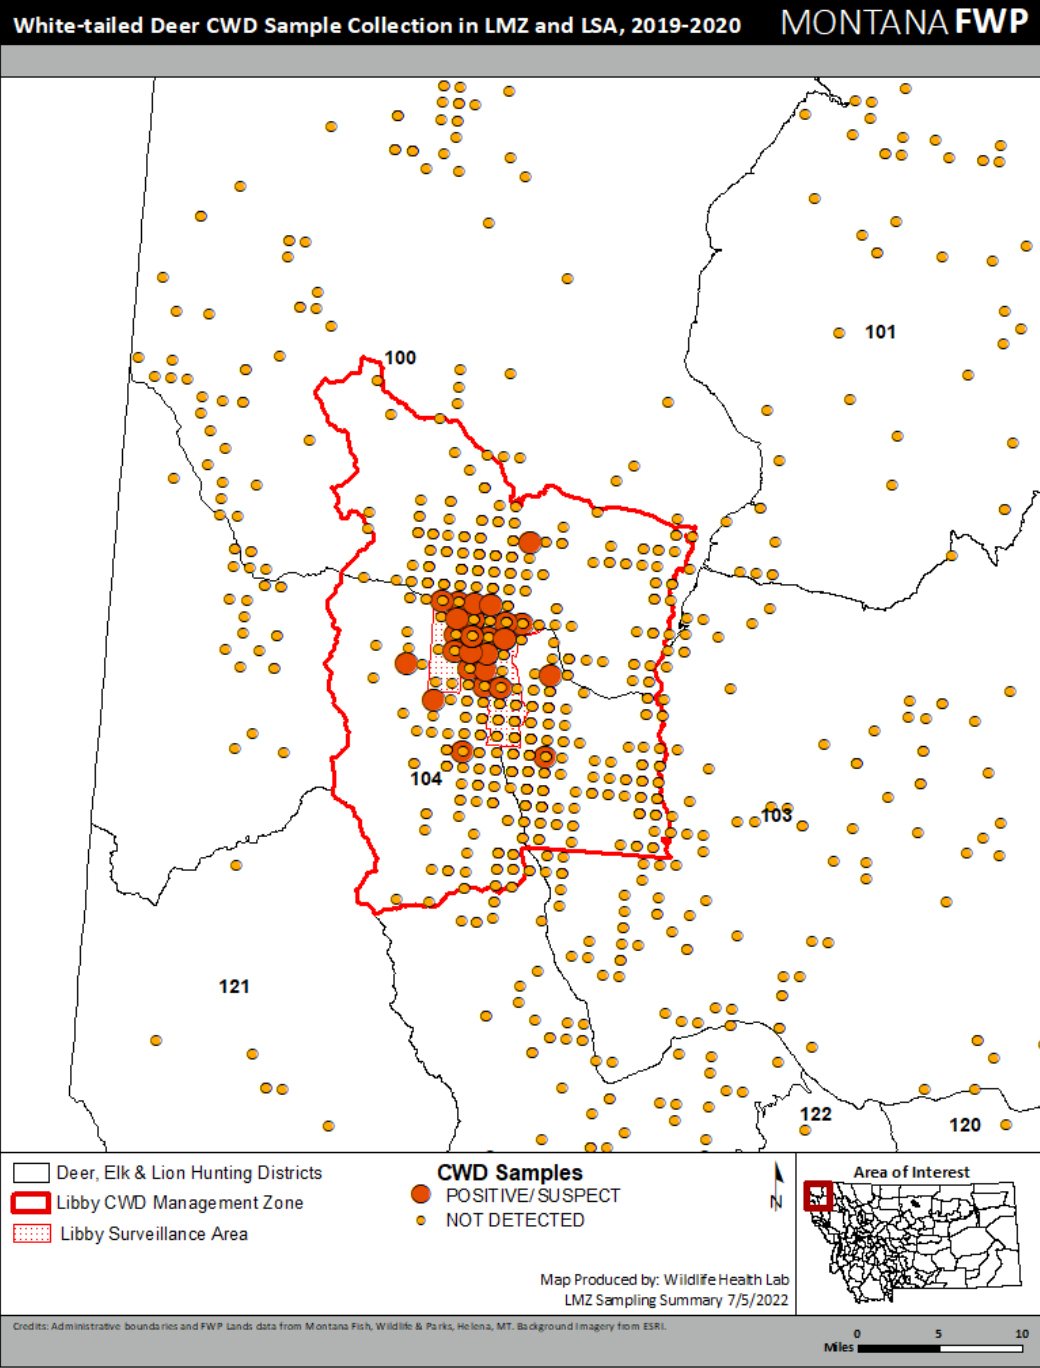 White-tailed Deer CWD Sample Collection in LMZ and LSA, 2019-2020
MONTANA FWP
101
100
104
103
121
122
120
Deer, Elk & Lion Hunting Districts
Libby CWD Management Zone
Libby Surveillance Area
CWD Samples
POSITIVE/SUSPECT
NOT DETECTED
N
Area of Interest
Map Produced by: Wildlife Health Lab
LMZ Sampling Summary 7/5/2022
Credits: Administrative boundaries and FWP Lands data from Montana Fish, Wildlife & Parks, Helena, MT. Background Imagery from ESRI.
0 5 10
Miles